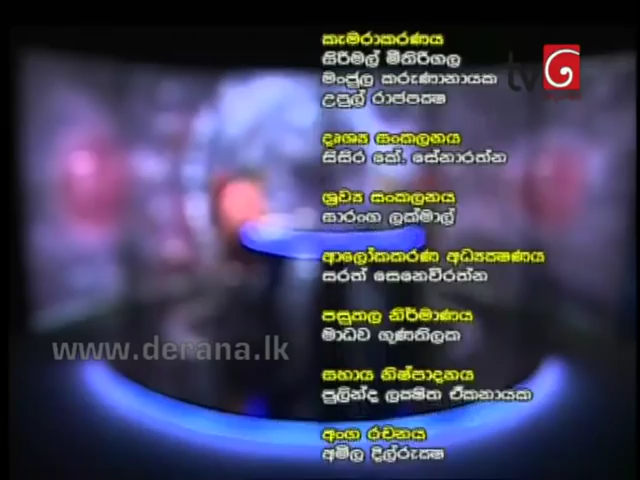 කැමරාකරණය
සිරිමල් මීතිරිගල
මංජුල කරුණානායක
උපුල් රාජපක්ෂ
tv
දෘශ්‍ය සංකලනය
සිසිර කේ. සේනාරත්න
ශ්‍රව්‍ය සංකලනය
සාරංග ලක්මාල්
ආලෝකකරණ අධ්‍යක්ෂණය
සරත් සෙනෙවිරත්න
පසුතල නිර්මාණය
මාධව ගුණතිලක
www.derana.lk
සහාය නිෂ්පාදනය
පුලින්ද ලක්ෂිත ඒකනායක
අංග රචනය
අමිල දිල්රුක්ෂ